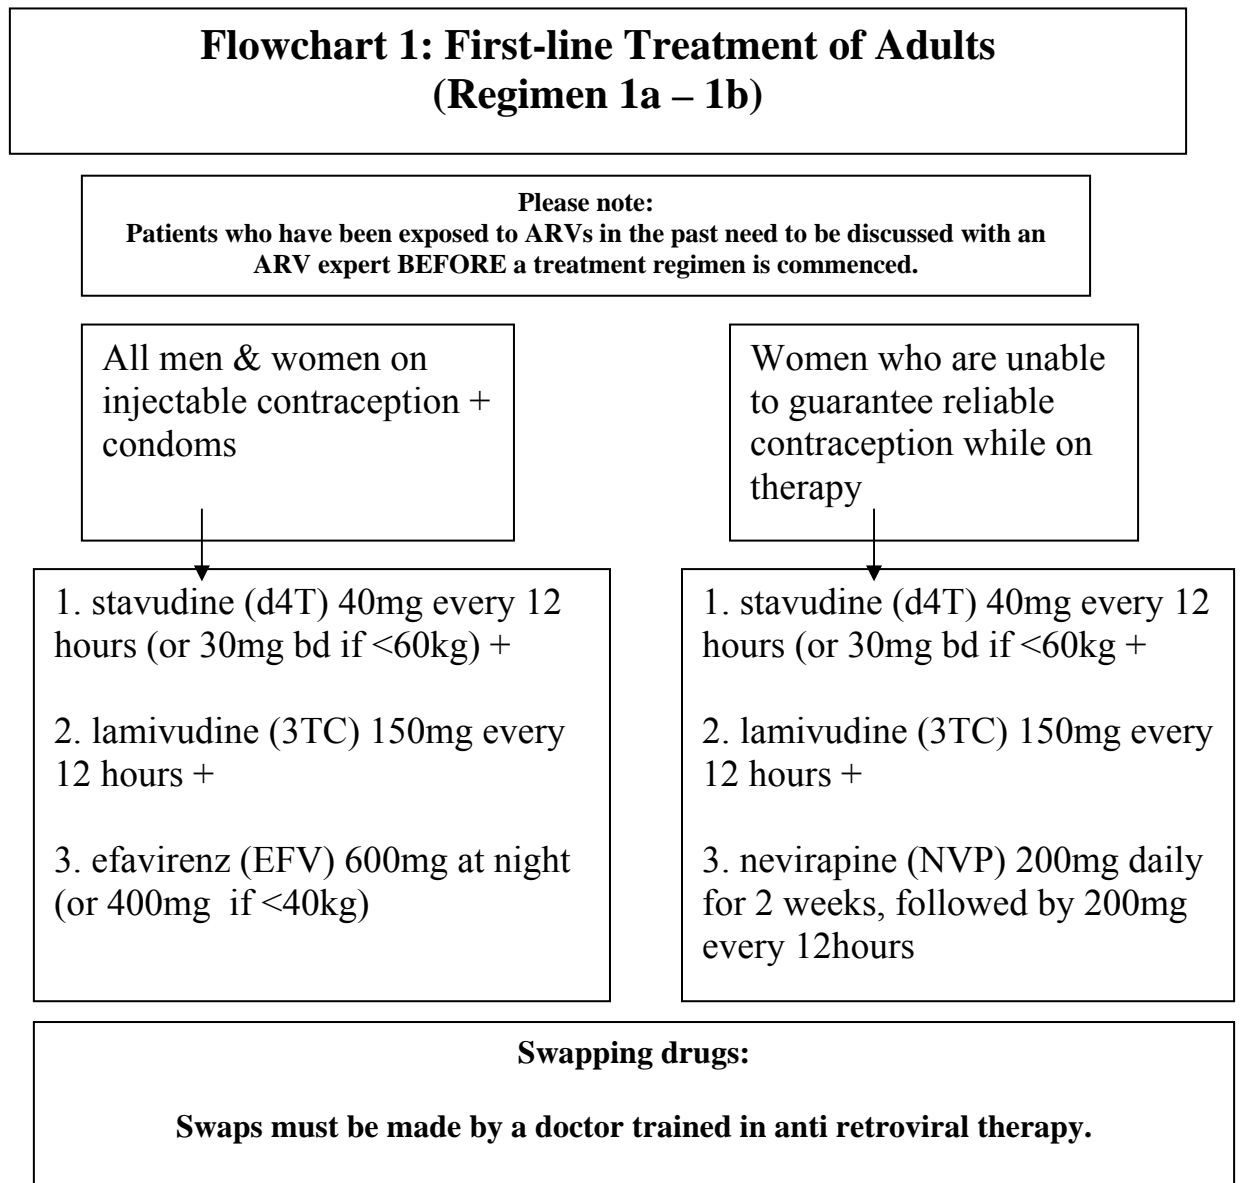 Flowchart 1: First-line Treatment of Adults
(Regimen 1a – 1b)
Please note:
Patients who have been exposed to ARVs in the past need to be discussed with an
ARV expert BEFORE a treatment regimen is commenced.
All men & women on
injectable contraception +
condoms
1. stavudine (d4T) 40mg every 12
hours (or 30mg bd if <60kg) +
2. lamivudine (3TC) 150mg every
12 hours +
3. efavirenz (EFV) 600mg at night
(or 400mg  if <40kg)
Women who are unable
to guarantee reliable
contraception while on
therapy
1. stavudine (d4T) 40mg every 12
hours (or 30mg bd if <60kg +
2. lamivudine (3TC) 150mg every
12 hours +
3. nevirapine (NVP) 200mg daily
for 2 weeks, followed by 200mg
every 12hours
Swapping drugs:
Swaps must be made by a doctor trained in anti retroviral therapy.